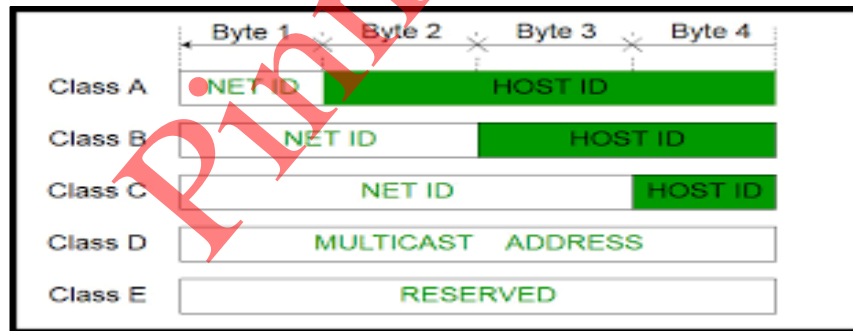 Byte 1 Byte 2 Byte 3 Byte 4
Class A NET ID HOST ID
Class B NET ID HOST ID
Class C NET ID HOST ID
Class D MULTICAST ADDRESS
Class E RESERVED